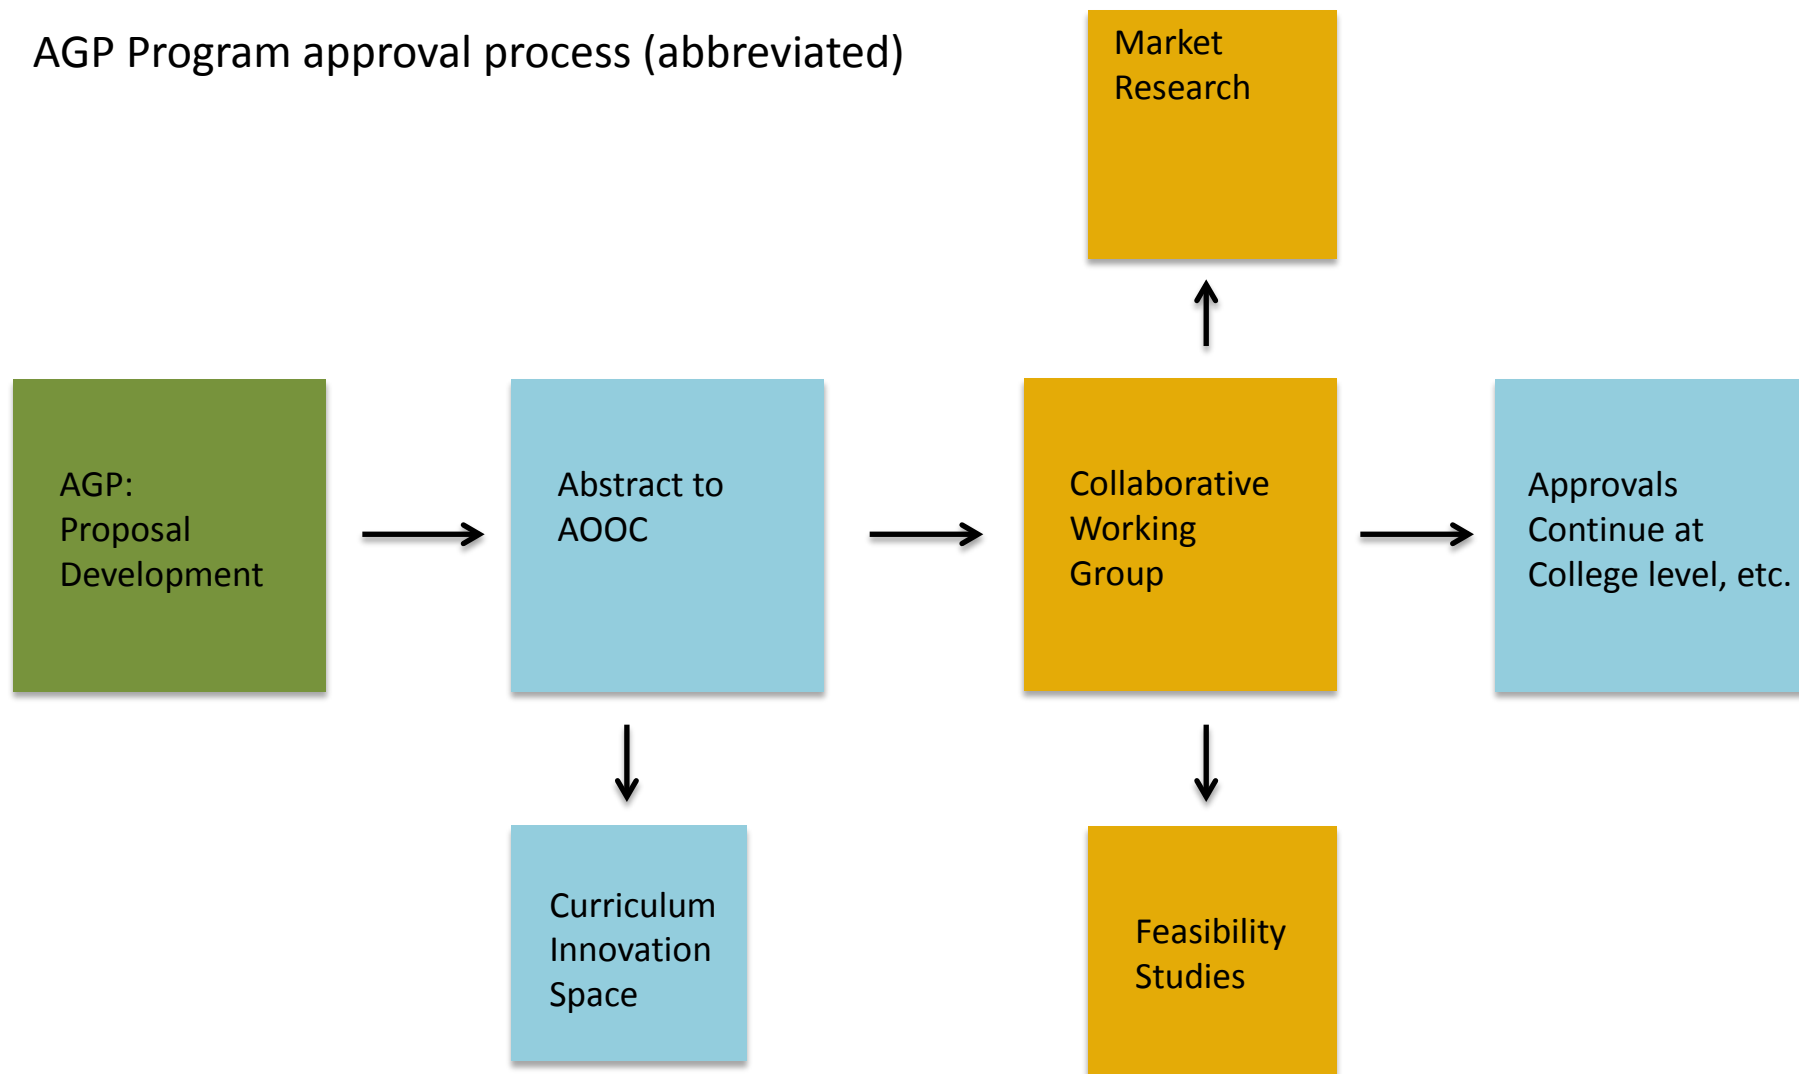 AGP Program approval process (abbreviated)
Market
Research
AGP:
Proposal
Development
Abstract to
AOOC
Collaborative
Working
Group
Approvals
Continue at
College level, etc.
Curriculum
Innovation
Space
Feasibility
Studies